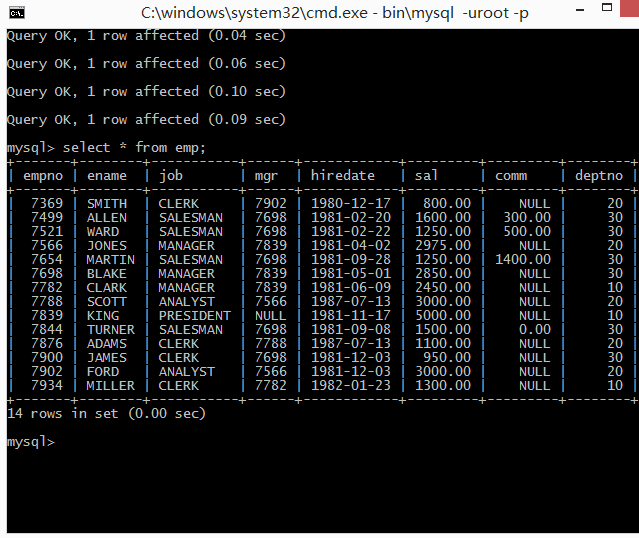 C:\windows\system32\cmd.exe - bin\mysql  -uroot -p
Query OK, 1 row affected (0.04 sec)
Query OK, 1 row affected (0.06 sec)
Query OK, 1 row affected (0.10 sec)
Query OK, 1 row affected (0.09 sec)
mysql> select * from emp;
+-------+--------+-----------+------+------------+---------+---------+--------+
| empno | ename  | job       | mgr  | hiredate   | sal     | comm    | deptno |
+-------+--------+-----------+------+------------+---------+---------+--------+
|  7369 | SMITH  | CLERK     | 7902 | 1980-12-17 |  800.00 |    NULL |     20 |
|  7499 | ALLEN  | SALESMAN  | 7698 | 1981-02-20 | 1600.00 |  300.00 |     30 |
|  7521 | WARD   | SALESMAN  | 7698 | 1981-02-22 | 1250.00 |  500.00 |     30 |
|  7566 | JONES  | MANAGER   | 7839 | 1981-04-02 | 2975.00 |    NULL |     20 |
|  7654 | MARTIN | SALESMAN  | 7698 | 1981-09-28 | 1250.00 | 1400.00 |     30 |
|  7698 | BLAKE  | MANAGER   | 7839 | 1981-05-01 | 2850.00 |    NULL |     30 |
|  7782 | CLARK  | MANAGER   | 7839 | 1981-06-09 | 2450.00 |    NULL |     10 |
|  7788 | SCOTT  | ANALYST   | 7566 | 1987-07-13 | 3000.00 |    NULL |     20 |
|  7839 | KING   | PRESIDENT | NULL | 1981-11-17 | 5000.00 |    NULL |     10 |
|  7844 | TURNER | SALESMAN  | 7698 | 1981-09-08 | 1500.00 |    0.00 |     30 |
|  7876 | ADAMS  | CLERK     | 7788 | 1987-07-13 | 1100.00 |    NULL |     20 |
|  7900 | JAMES  | CLERK     | 7698 | 1981-12-03 |  950.00 |    NULL |     30 |
|  7902 | FORD   | ANALYST   | 7566 | 1981-12-03 | 3000.00 |    NULL |     20 |
|  7934 | MILLER | CLERK     | 7782 | 1982-01-23 | 1300.00 |    NULL |     10 |
+-------+--------+-----------+------+------------+---------+---------+--------+
14 rows in set (0.00 sec)
mysql>